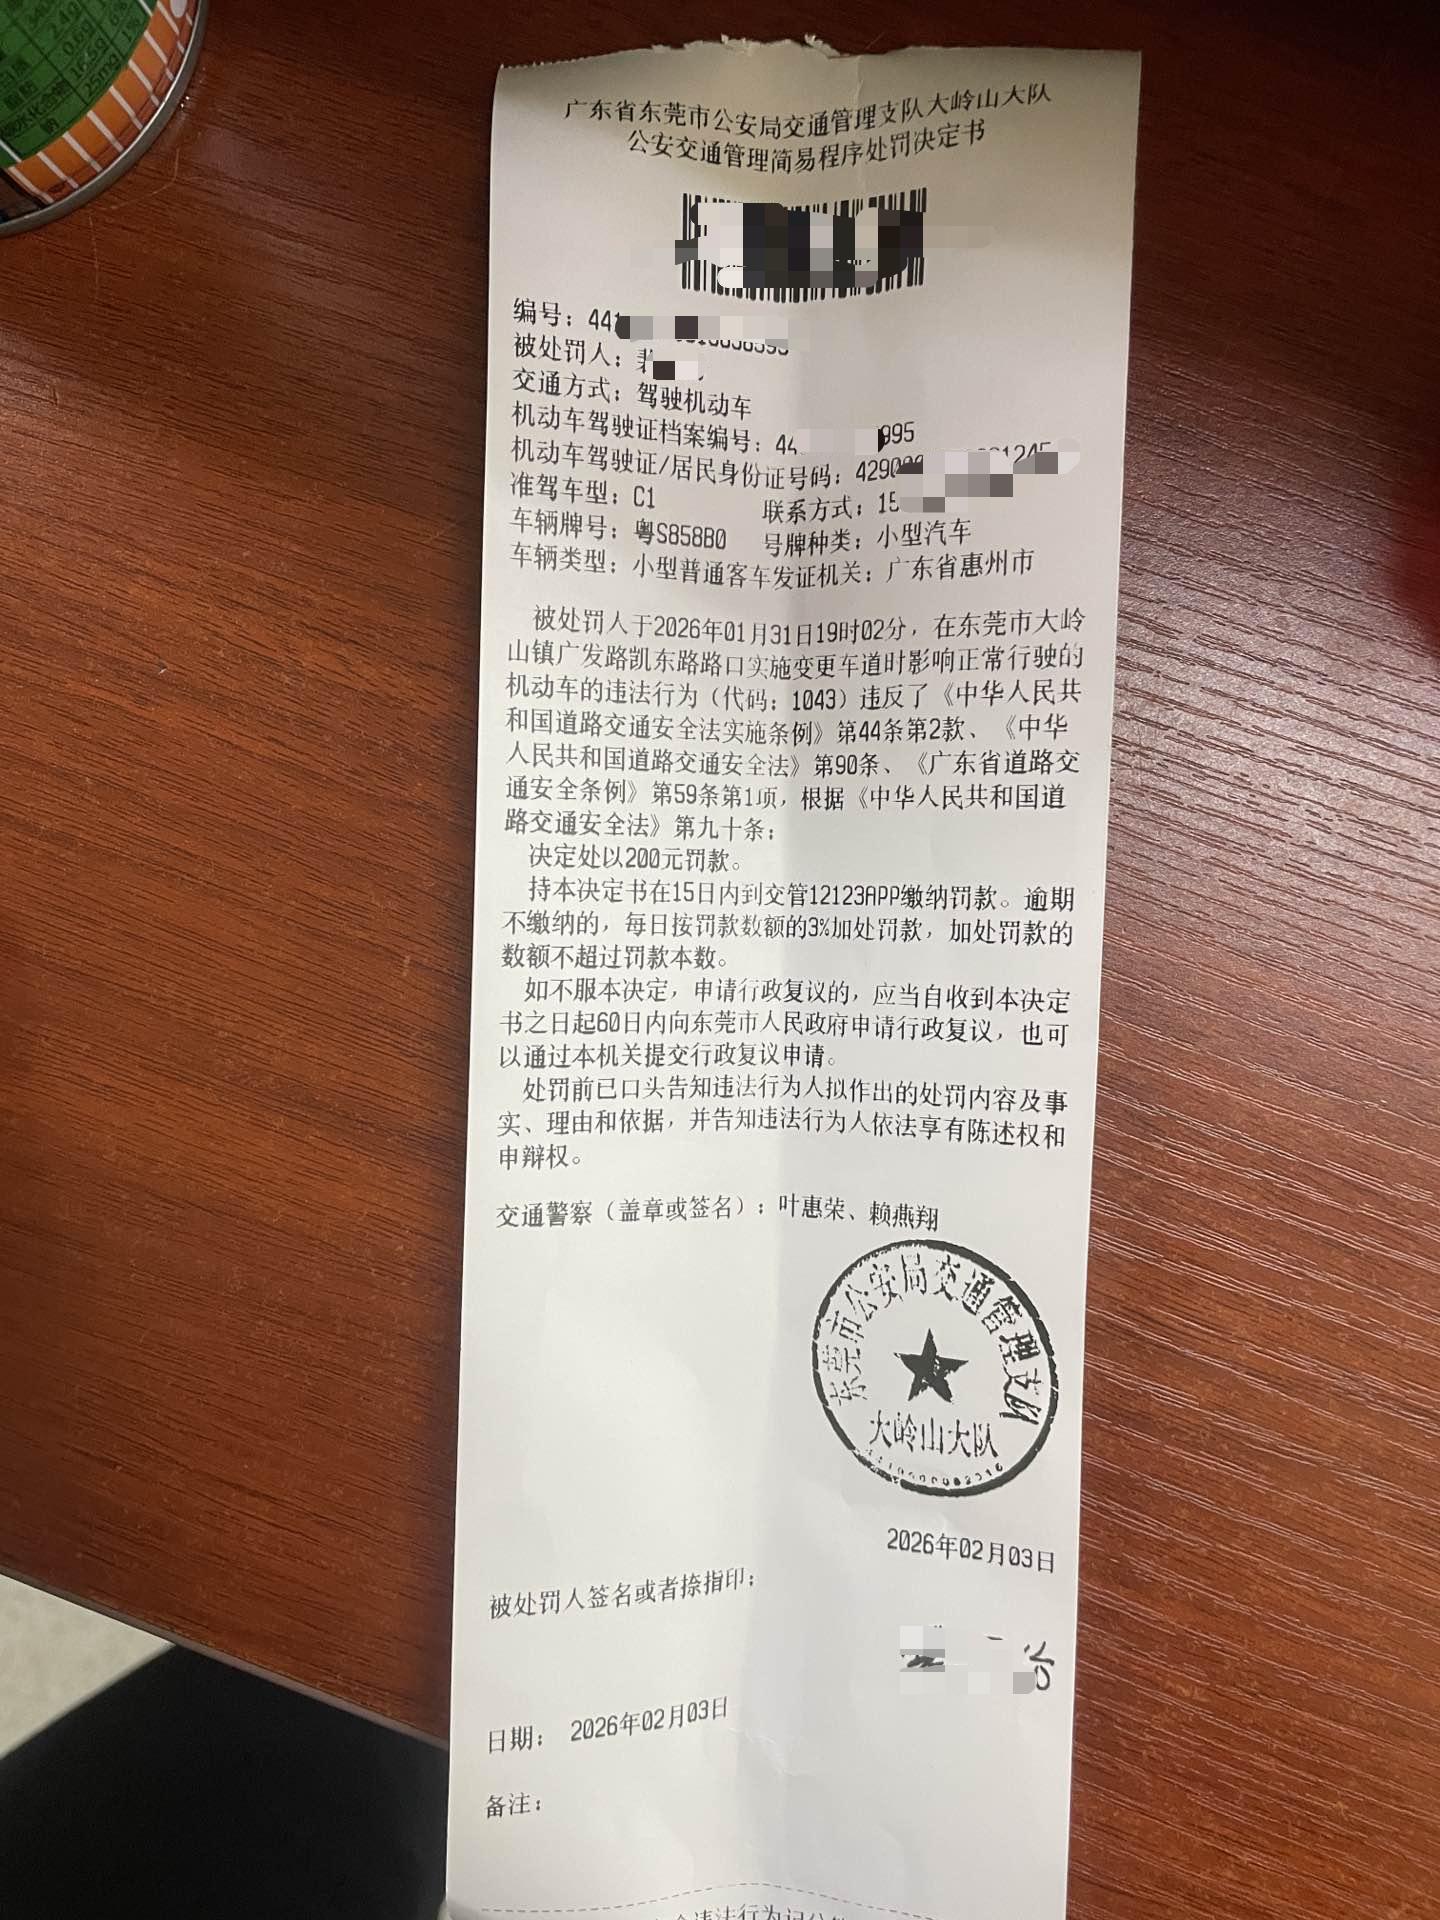 广东省东莞市公安局交通管理支队大岭山大队
公安交通管理简易程序处罚决定书
编号：441
被处罚人：
交通方式：驾驶机动车
机动车驾驶证档案编号：44 995
机动车驾驶证/居民身份证号码：4290
准驾车型：C1 联系方式：15
车辆牌号：粤S858B0 号牌种类：小型汽车
车辆类型：小型普通客车发证机关：广东省惠州市
被处罚人于2026年01月31日19时02分，在东莞市大岭
山镇广发路凯东路路口实施变更车道时影响正常行驶的
机动车的违法行为（代码：1043）违反了《中华人民共
和国道路交通安全法实施条例》第44条第2款、《中华
人民共和国道路交通安全法》第90条、《广东省道路交
通安全条例》第59条第1项，根据《中华人民共和国道
路交通安全法》第九十条；
决定处以200元罚款。
持本决定书在15日内到交管12123APP缴纳罚款。逾期
不缴纳的，每日按罚款数额的3%加处罚款，加处罚款的
数额不超过罚款本数。
如不服本决定，申请行政复议的，应当自收到本决定
书之日起60日内向东莞市人民政府申请行政复议，也可
以通过本机关提交行政复议申请。
处罚前已口头告知违法行为人拟作出的处罚内容及事
实、理由和依据，并告知违法行为人依法享有陈述权和
申辩权。
交通警察（盖章或签名）：叶惠荣、赖燕翔
东莞市公安局交通管理支队
大岭山大队
2026年02月03日
被处罚人签名或者捺指印：
日期： 2026年02月03日
备注：